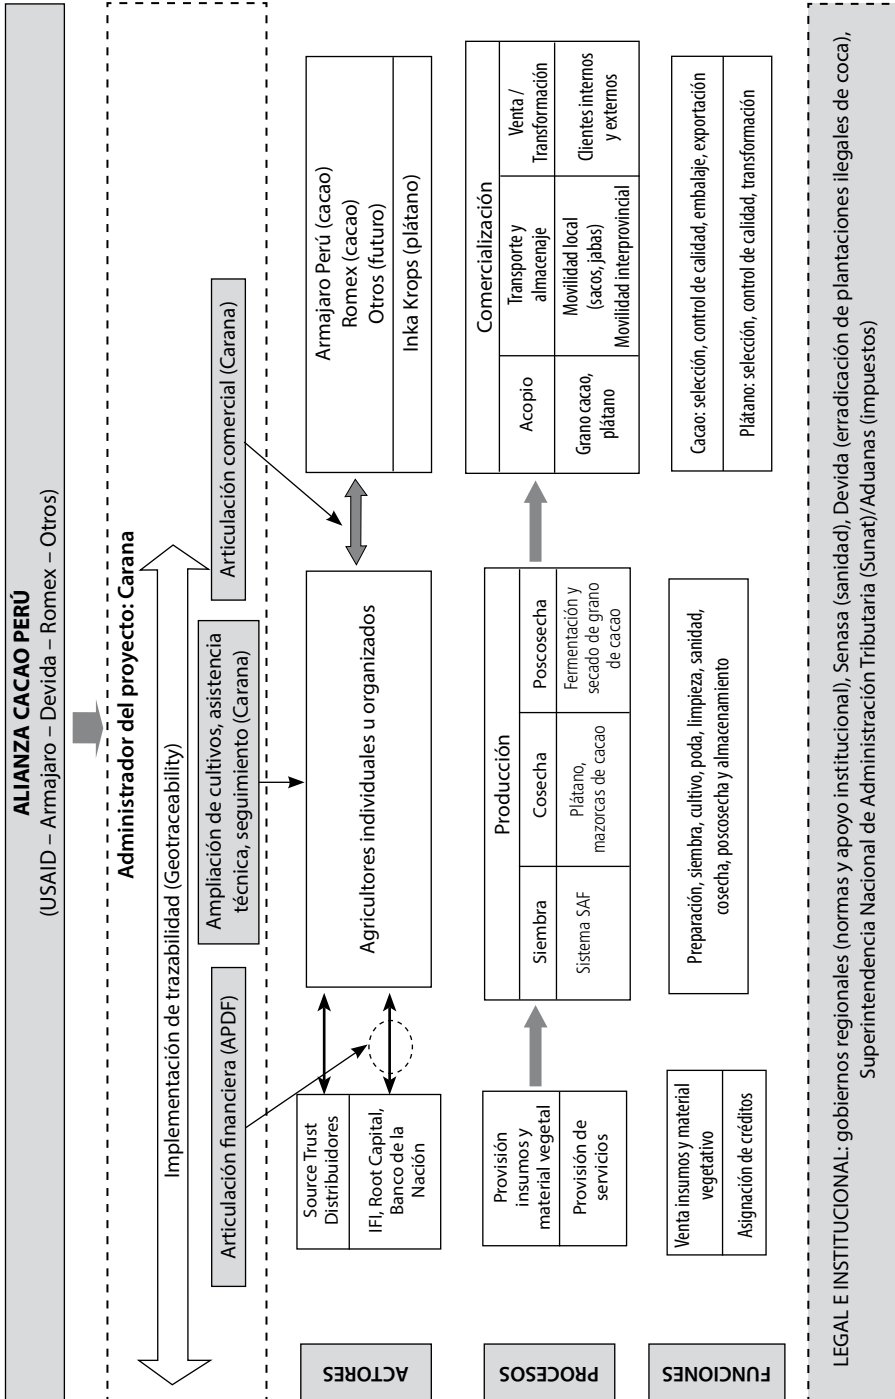 ALIANZA CACAO PERÚ
(USAID – Armajaro – Devida – Romex – Otros)
Administrador del proyecto: Carana
Implementación de trazabilidad (Geotraceability)
Articulación financiera (APDF)
Ampliación de cultivos, asistencia
técnica, seguimiento (Carana)
Articulación comercial (Carana)
ACTORES
Source Trust
Distribuidores
IFI, Root Capital,
Banco de la
Nación
Agricultores individuales u organizados
Armajaro Perú (cacao)
Romex (cacao)
Otros (futuro)
Inka Krops (plátano)
PROCESOS
Provisión
insumos y
material vegetal
Provisión de
servicios
Producción
Siembra
Cosecha
Poscosecha
Sistema SAF
Plátano,
mazorcas de cacao
Fermentación y
secado de grano
de cacao
Comercialización
Acopio
Transporte y
almacenaje
Venta /
Transformación
Grano cacao,
plátano
Movilidad local
(sacos, jabas)
Movilidad interprovincial
Clientes internos
y externos
FUNCIONES
Venta insumos y material
vegetativo
Asignación de créditos
Preparación, siembra, cultivo, poda, limpieza, sanidad,
cosecha, poscosecha y almacenamiento
Cacao: selección, control de calidad, embalaje, exportación
Plátano: selección, control de calidad, transformación
LEGAL E INSTITUCIONAL: gobiernos regionales (normas y apoyo institucional), Senasa (sanidad), Devida (erradicación de plantaciones ilegales de coca),
Superintendencia Nacional de Administración Tributaria (Sunat)/Aduanas (impuestos)